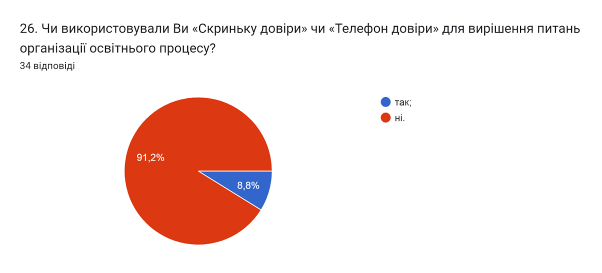 26. Чи використовували Ви «Скриньку довіри» чи «Телефон довіри» для вирішення питань
організації освітнього процесу?
34 відповіді
так;
ні.
91,2%
8,8%